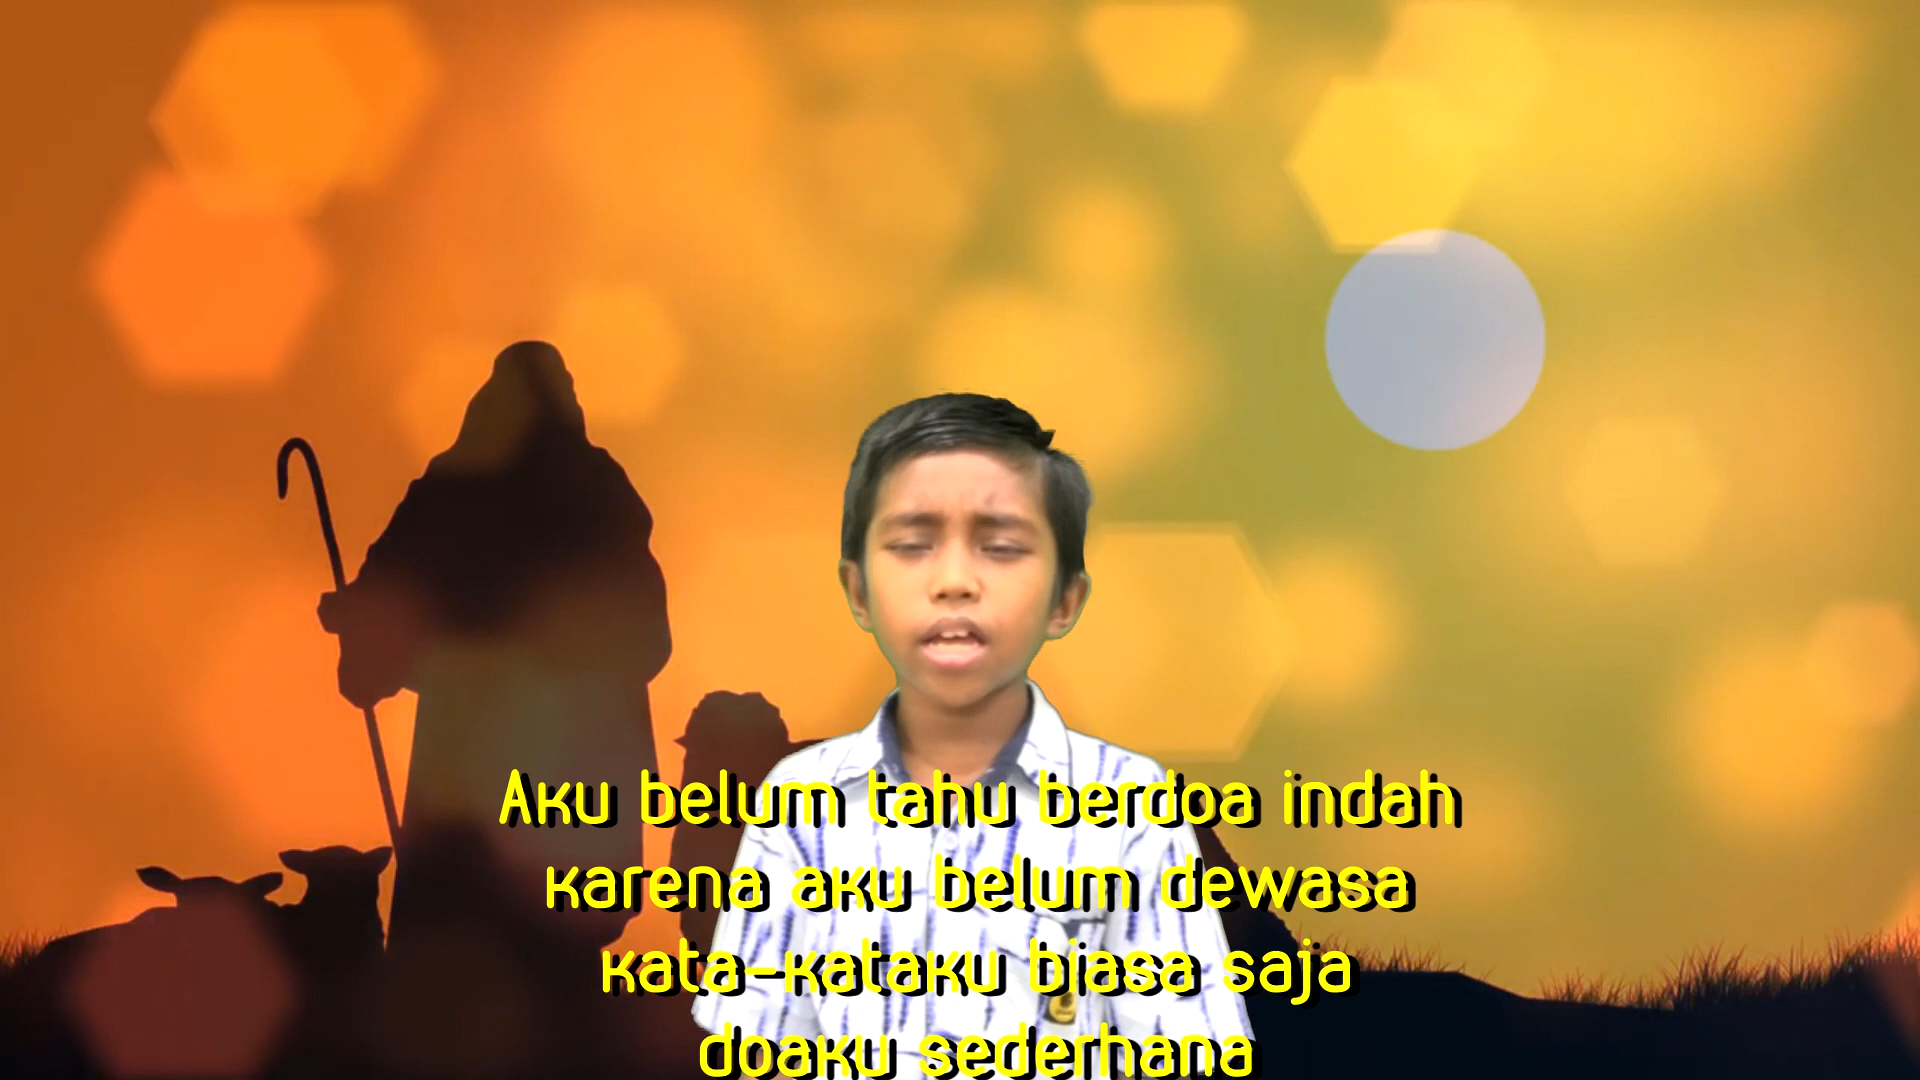 Aku belum tahu berdoa indah
karena aku belum dewasa
kata-kataku biasa saja
doaku sederhana